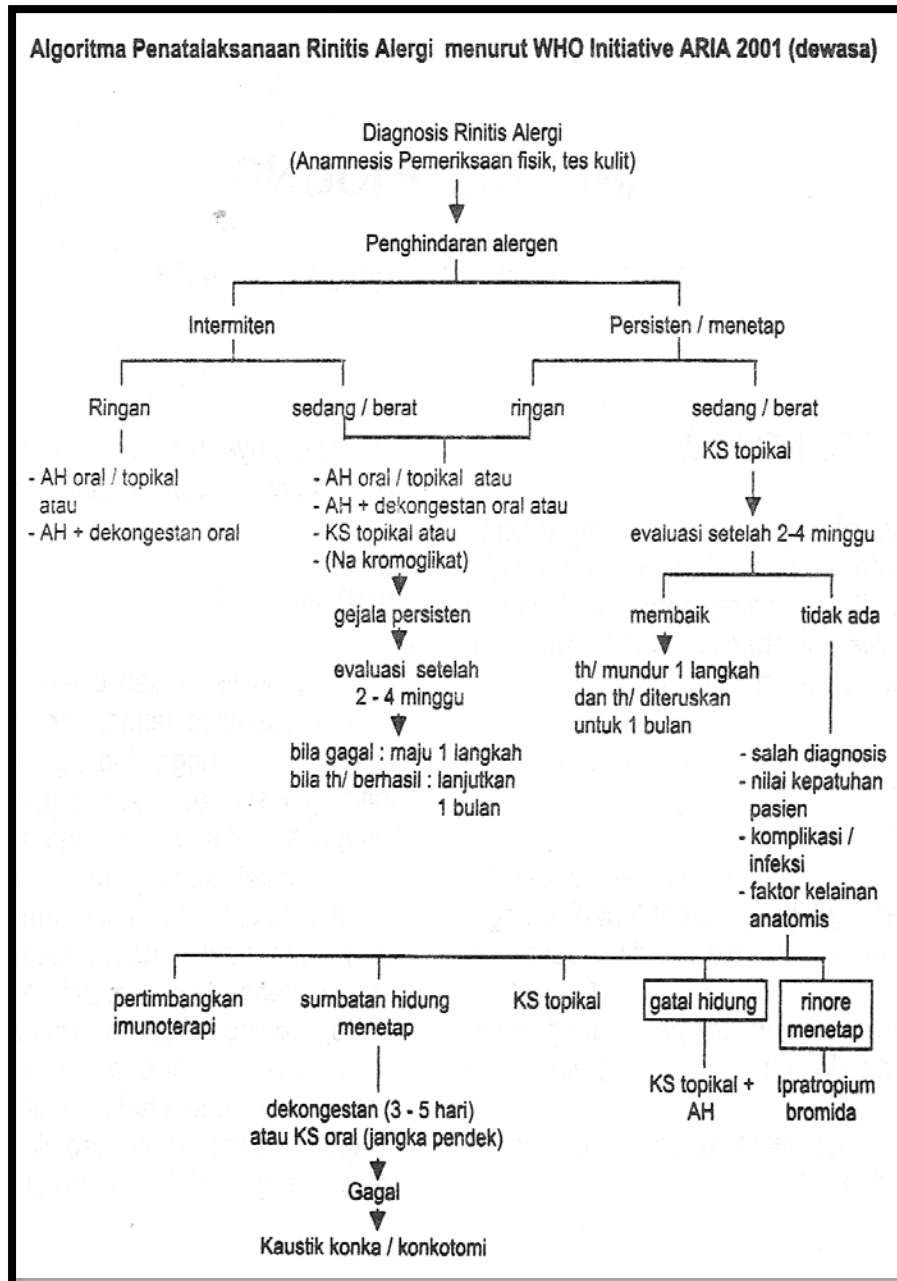 Algoritma Penatalaksanaan Rinitis Alergi menurut WHO Initiative ARIA 2001 (dewasa)
Diagnosis Rinitis Alergi
(Anamnesis Pemeriksaan fisik, tes kulit)
Penghindaran alergen
Intermiten
Persisten / menetap
Ringan
sedang / berat
ringan
sedang / berat
- AH oral / topikal
atau
- AH + dekongestan oral
- AH oral / topikal atau
- AH + dekongestan oral atau
- KS topikal atau
- (Na kromoglikat)
gejala persisten
evaluasi setelah
2 - 4 minggu
bila gagal : maju 1 langkah
bila th/ berhasil : lanjutkan
1 bulan
KS topikal
evaluasi setelah 2-4 minggu
membaik
tidak ada
th/ mundur 1 langkah
dan th/ diteruskan
untuk 1 bulan
- salah diagnosis
- nilai kepatuhan
pasien
- komplikasi /
infeksi
- faktor kelainan
anatomis
pertimbangkan
imunoterapi
sumbatan hidung
menetap
KS topikal
gatal hidung
rinore
menetap
dekongestan (3 - 5 hari)
atau KS oral (jangka pendek)
Gagal
Kaustik konka / konkotomi
KS topikal +
AH
Ipratropium
bromida